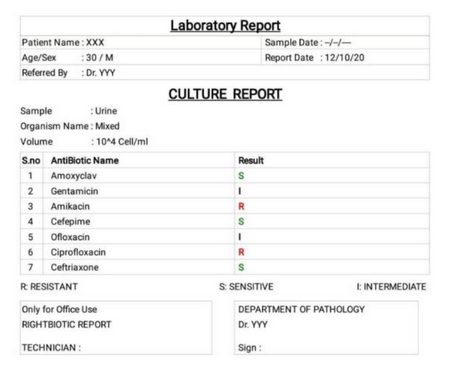 Laboratory Report
Patient Name : XXX Sample Date : --/--/----
Age/Sex : 30 / M Report Date : 12/10/20
Referred By : Dr. YYY
CULTURE REPORT
Sample : Urine
Organism Name : Mixed
Volume : 10^4 Cell/ml
S.no AntiBiotic Name Result
1 Amoxyclav S
2 Gentamicin I
3 Amikacin R
4 Cefepime S
5 Ofloxacin I
6 Ciprofloxacin R
7 Ceftriaxone S
R: RESISTANT S: SENSITIVE I: INTERMEDIATE
Only for Office Use DEPARTMENT OF PATHOLOGY
RIGHTBIOTIC REPORT Dr. YYY
TECHNICIAN : Sign :